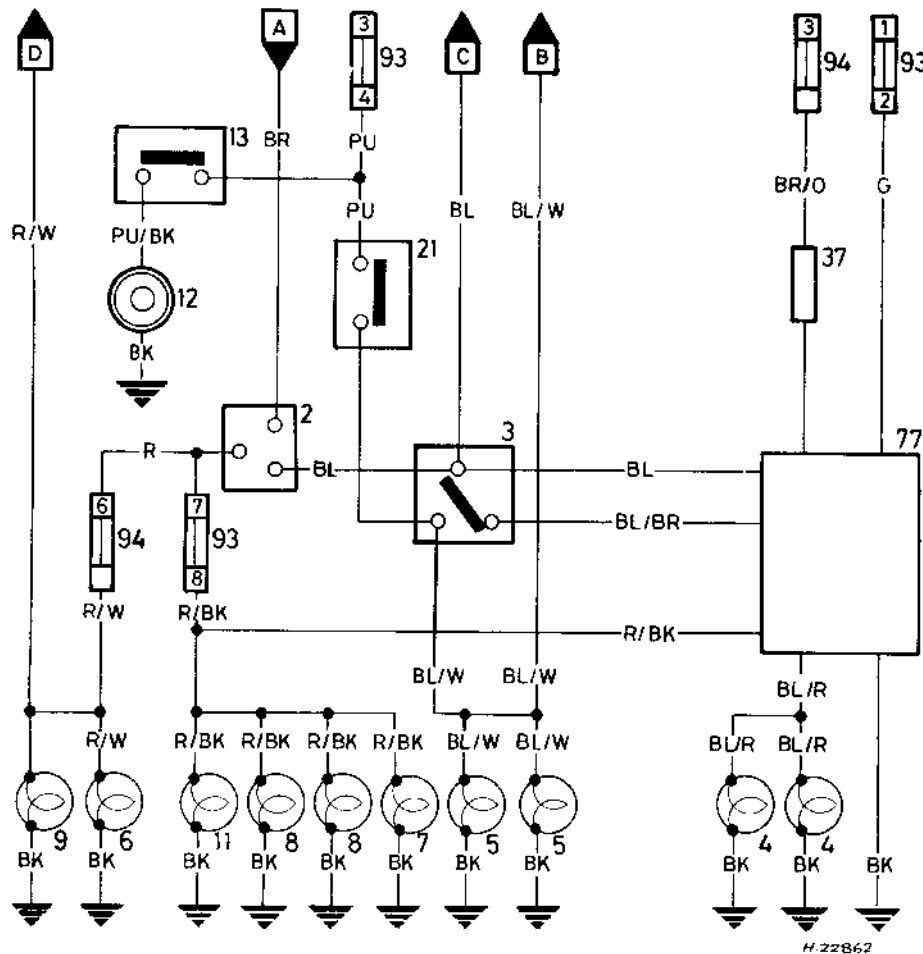 D
A
3
93
4
C
B
3
94
1
93
2
13
BR
PU
BR/O
G
R/W
PU/BK
PU
21
BL
BL/W
37
12
BK
2
3
77
R
BL
BL
6
94
7
93
8
BL/BR
R/W
R/BK
R/BK
BL/W
BL/W
BL/R
R/W
R/BK
R/BK
R/BK
R/BK
BL/W
BL/W
BL/R
BL/R
9
6
11
8
8
7
5
5
4
4
BK
BK
BK
BK
BK
BK
BK
BK
BK
BK
BK
H.22862